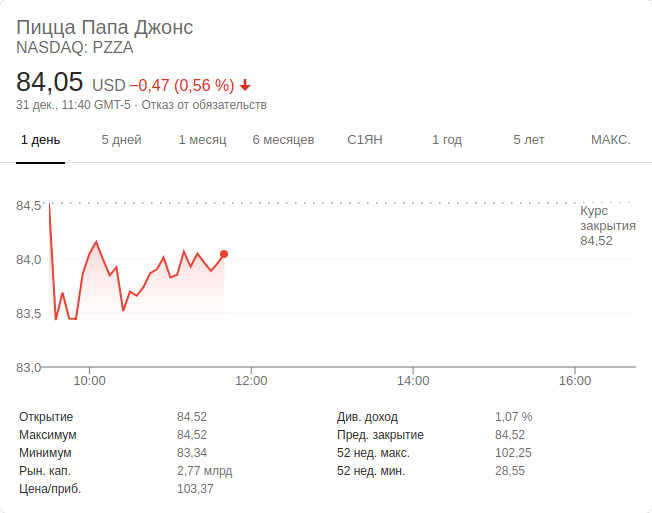 Пицца Папа Джонс
NASDAQ: PZZA
84,05 USD −0,47 (0,56 %)
31 дек., 11:40 GMT-5 · Отказ от обязательств
1 день 5 дней 1 месяц 6 месяцев С1ЯН 1 год 5 лет МАКС.
84,5
84,0
83,5
83,0
Курс
закрытия
84,52
10:00 12:00 14:00 16:00
Открытие 84,52
Максимум 84,52
Минимум 83,34
Рын. кап. 2,77 млрд
Цена/приб. 103,37
Див. доход 1,07 %
Пред. закрытие 84,52
52 нед. макс. 102,25
52 нед. мин. 28,55